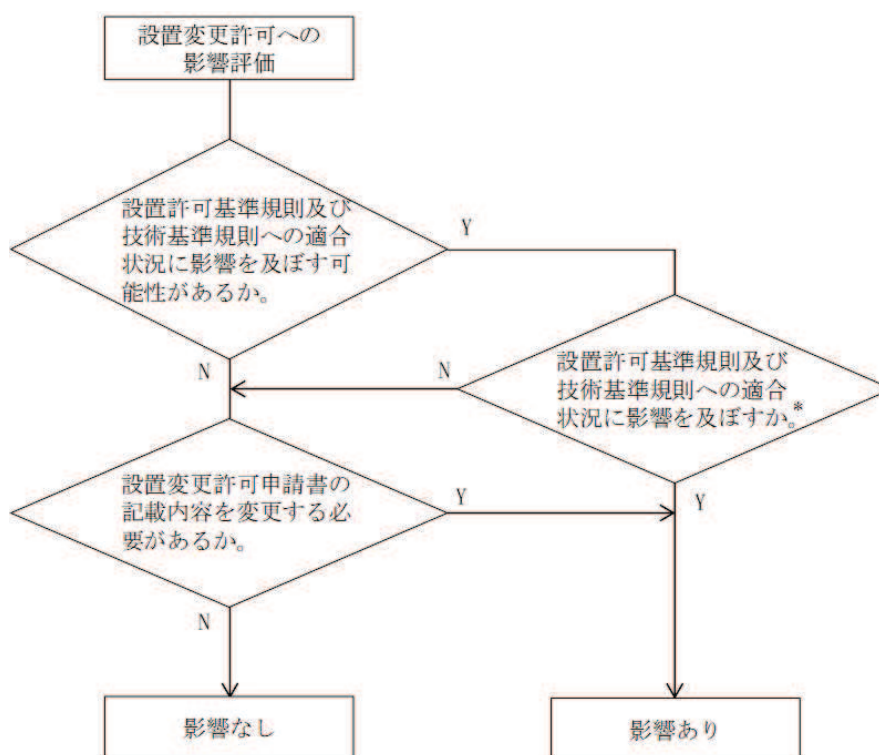 設置変更許可への
影響評価
設置許可基準規則及び
技術基準規則への適合
状況に影響を及ぼす可
能性があるか。
Y
N
設置許可基準規則及び
技術基準規則への適合
状況に影響を及ぼすか。*
N
Y
設置変更許可申請書の
記載内容を変更する必
要があるか。
Y
N
影響なし
影響あり